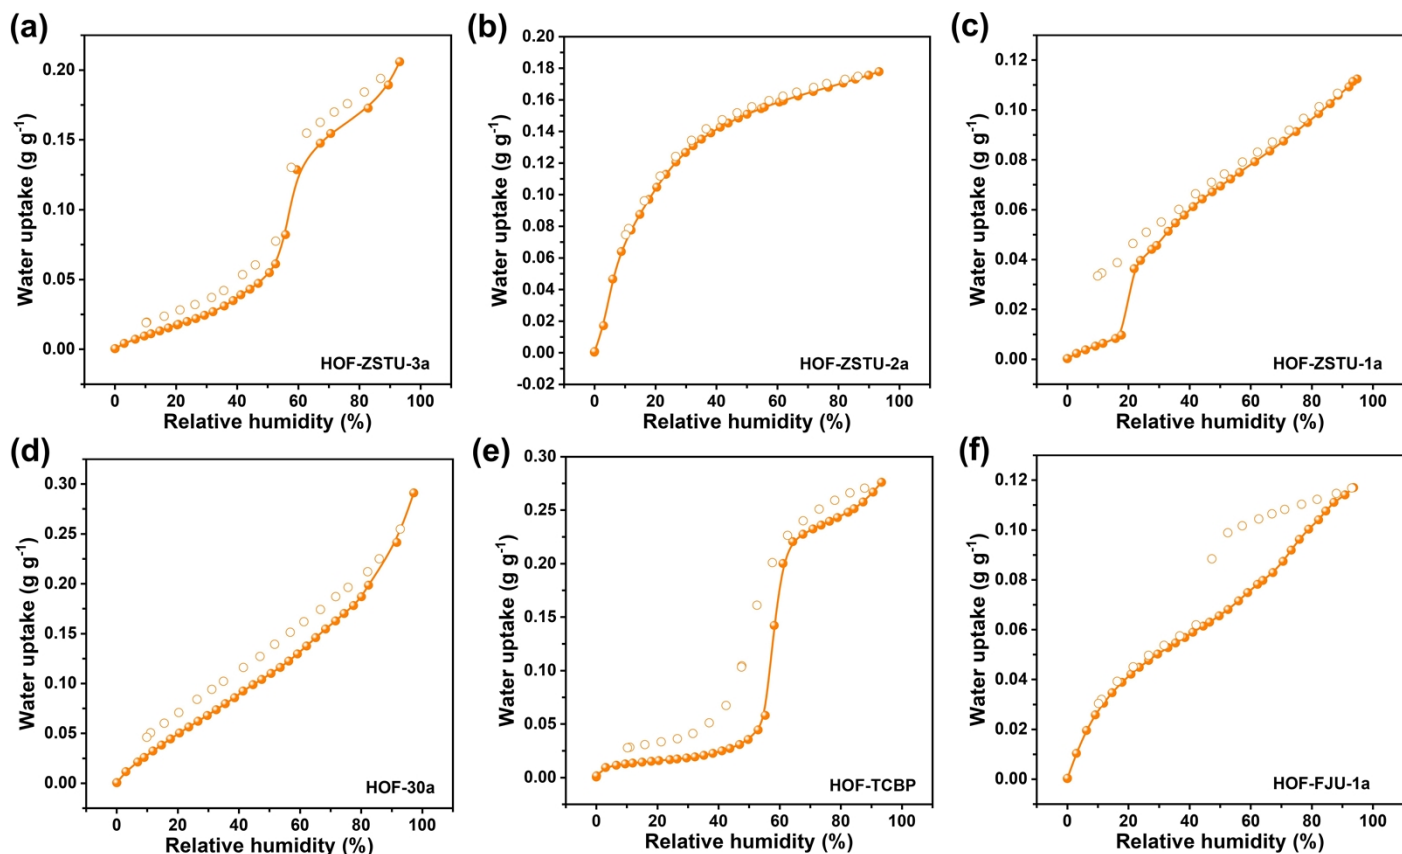 (a)
Water uptake (g g⁻¹)
0.20
0.15
0.10
0.05
0.00
0 20 40 60 80 100
Relative humidity (%)
HOF-ZSTU-3a
(b)
Water uptake (g g⁻¹)
0.20
0.18
0.16
0.14
0.12
0.10
0.08
0.06
0.04
0.02
0.00
-0.02
0 20 40 60 80 100
Relative humidity (%)
HOF-ZSTU-2a
(c)
Water uptake (g g⁻¹)
0.12
0.10
0.08
0.06
0.04
0.02
0.00
0 20 40 60 80 100
Relative humidity (%)
HOF-ZSTU-1a
(d)
Water uptake (g g⁻¹)
0.30
0.25
0.20
0.15
0.10
0.05
0.00
0 20 40 60 80 100
Relative humidity (%)
HOF-30a
(e)
Water uptake (g g⁻¹)
0.30
0.25
0.20
0.15
0.10
0.05
0.00
0 20 40 60 80 100
Relative humidity (%)
HOF-TCBP
(f)
Water uptake (g g⁻¹)
0.12
0.10
0.08
0.06
0.04
0.02
0.00
0 20 40 60 80 100
Relative humidity (%)
HOF-FJU-1a